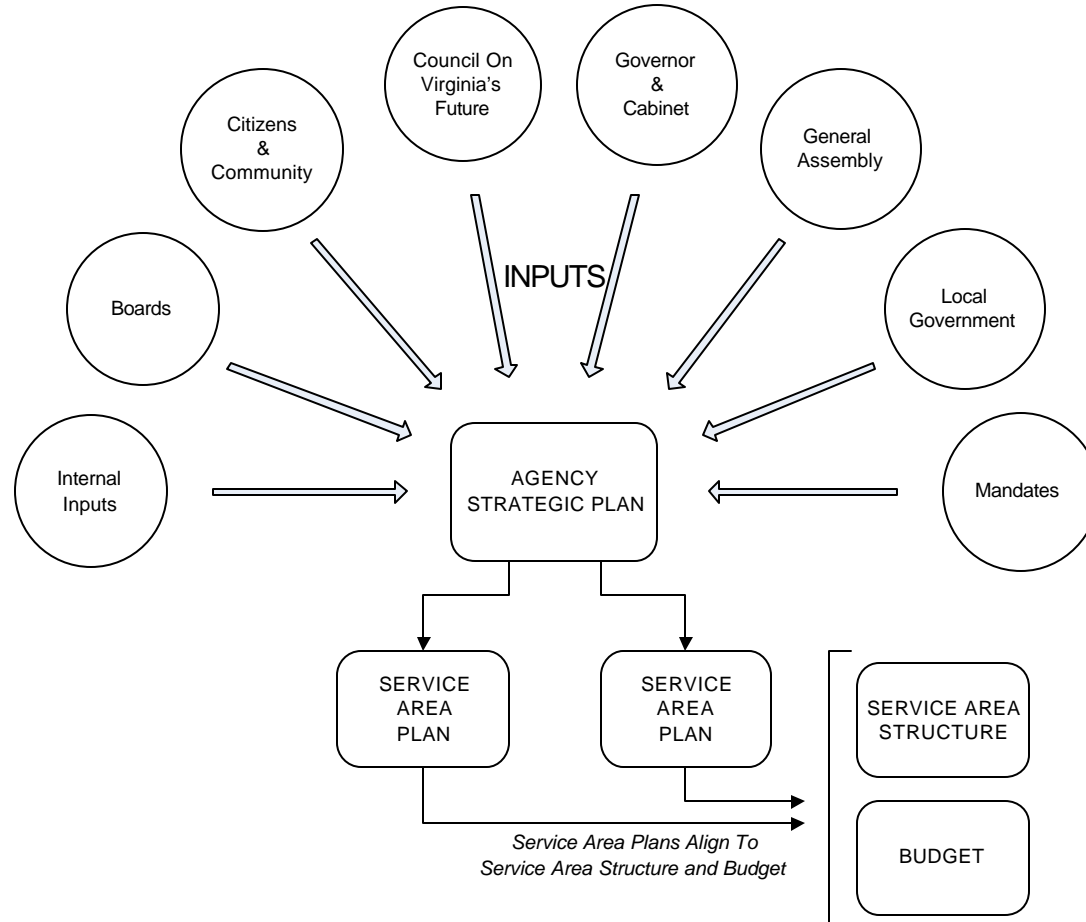 Council On
Virginia's
Future
Governor
&
Cabinet
Citizens
&
Community
General
Assembly
INPUTS
Boards
Local
Government
Internal
Inputs
AGENCY
STRATEGIC PLAN
Mandates
SERVICE
AREA
PLAN
SERVICE
AREA
PLAN
SERVICE AREA
STRUCTURE
BUDGET
Service Area Plans Align To
Service Area Structure and Budget